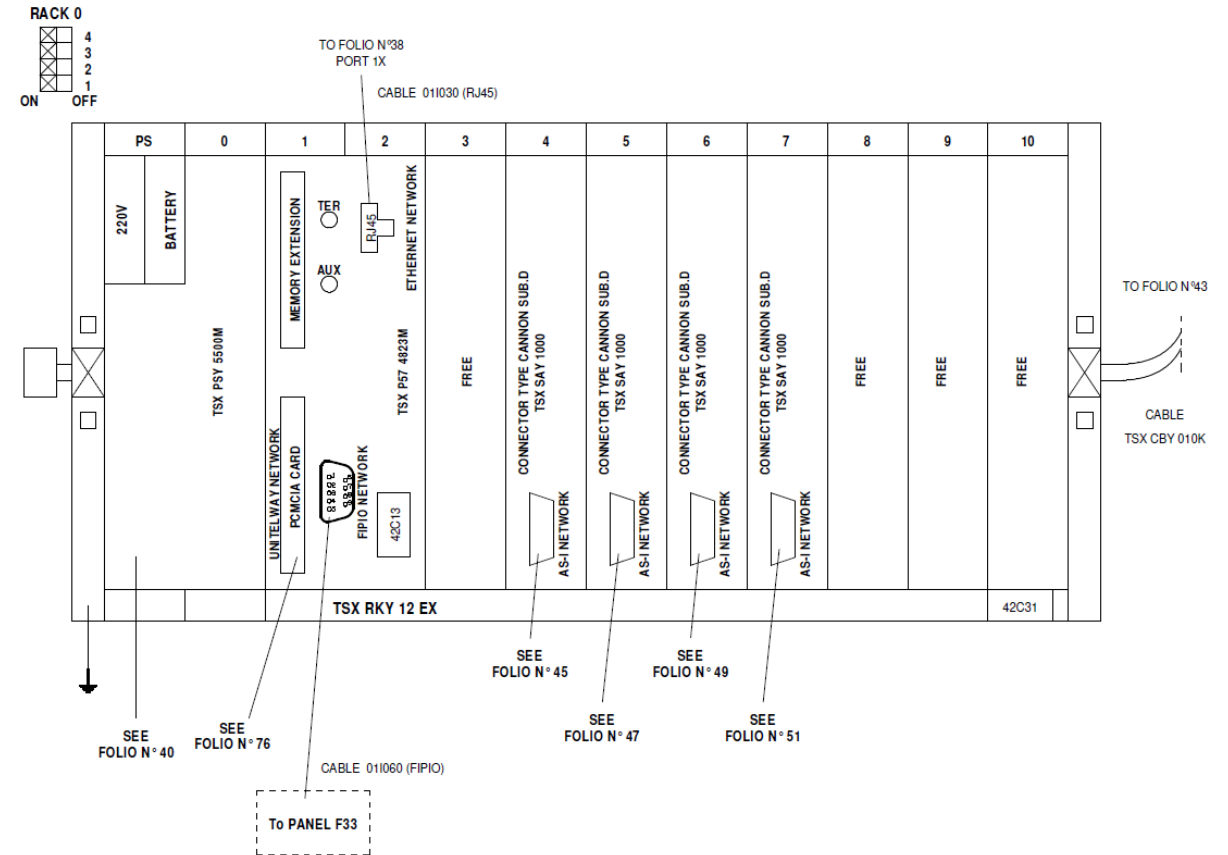 RACK 0
4
3
2
1
ON OFF
TO FOLIO N°38
PORT 1X
CABLE 01I030 (RJ45)
PS 0 1 2 3 4 5 6 7 8 9 10
220V
BATTERY
TSX PSY 5500M
MEMORY EXTENSION
TER
AUX
RJ45
ETHERNET NETWORK
TSX P57 4823M
UNITELWAY NETWORK
PCMCIA CARD
FIPIO NETWORK
42C13
FREE
CONNECTOR TYPE CANNON SUB.D
TSX SAY 1000
AS-I NETWORK
CONNECTOR TYPE CANNON SUB.D
TSX SAY 1000
AS-I NETWORK
CONNECTOR TYPE CANNON SUB.D
TSX SAY 1000
AS-I NETWORK
CONNECTOR TYPE CANNON SUB.D
TSX SAY 1000
AS-I NETWORK
FREE
FREE
FREE
TO FOLIO N°43
CABLE
TSX CBY 010K
TSX RKY 12 EX
42C31
SEE
FOLIO N° 40
SEE
FOLIO N° 76
SEE
FOLIO N° 45
SEE
FOLIO N° 47
SEE
FOLIO N° 49
SEE
FOLIO N° 51
CABLE 01I060 (FIPIO)
To PANEL F33